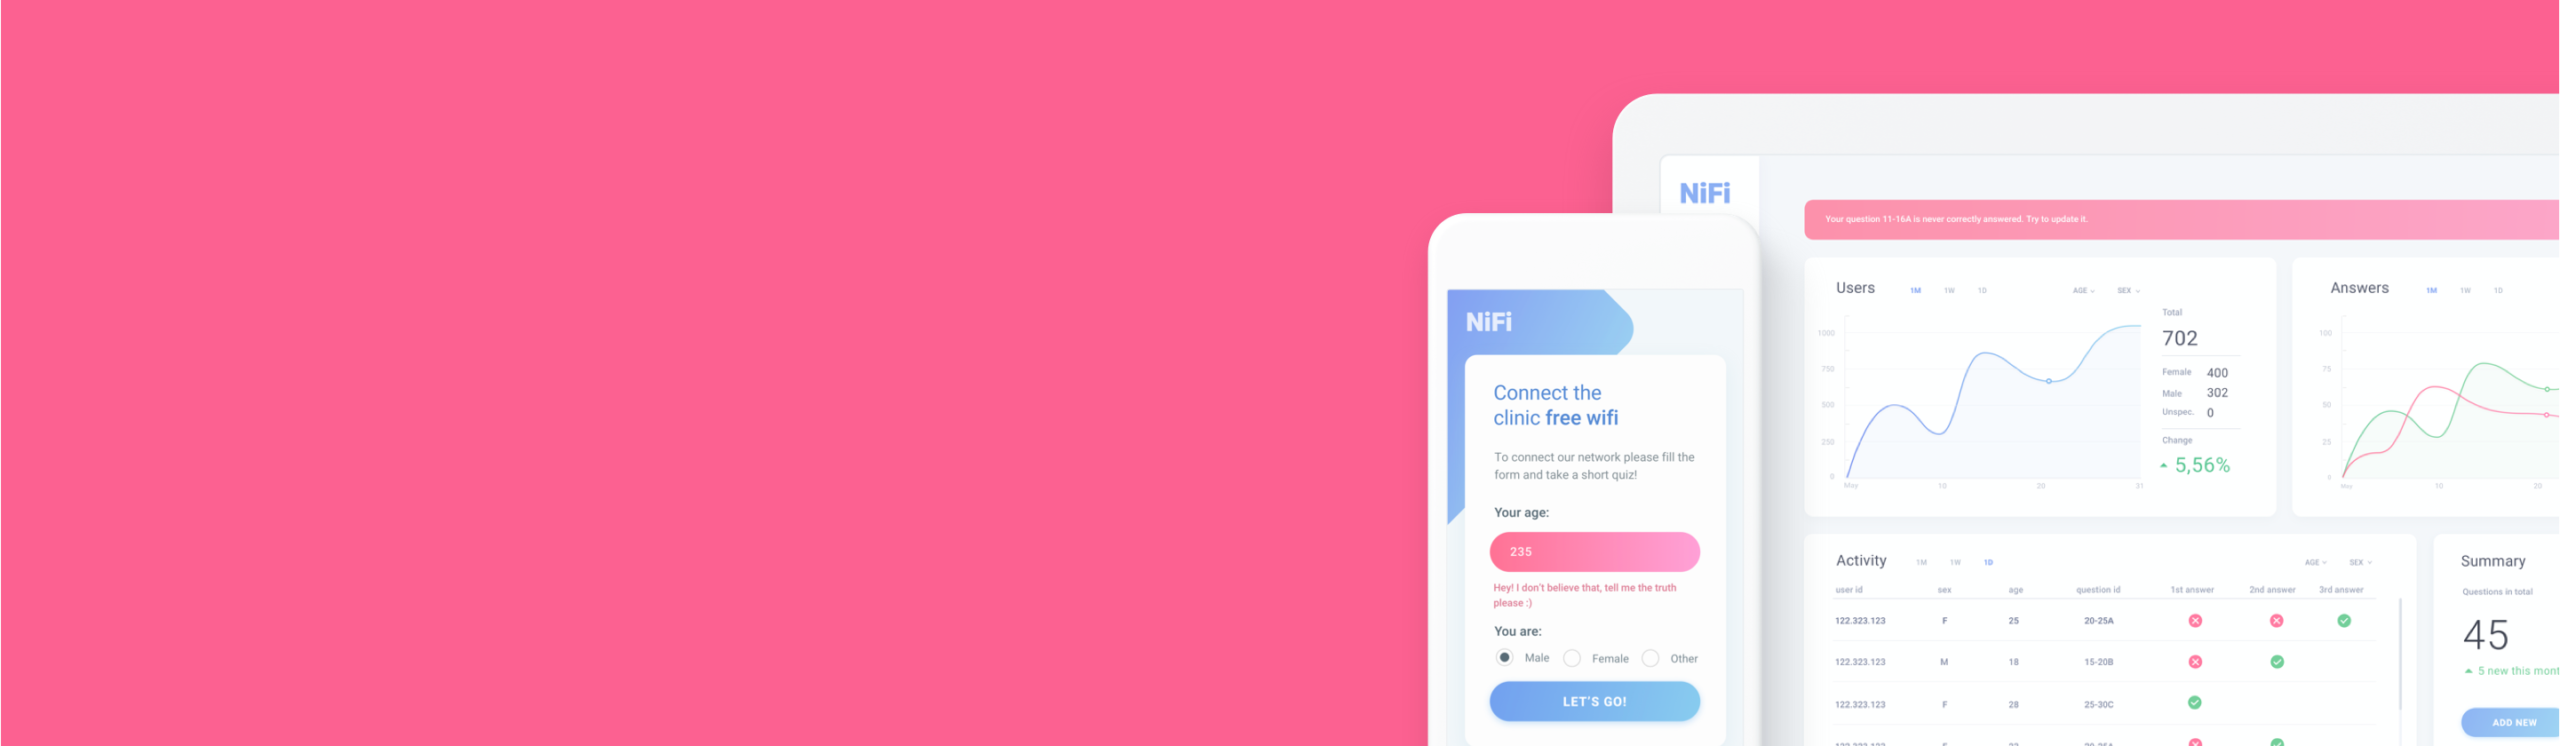 NiFi
Connect the
clinic free wifi
To connect our network please fill the
form and take a short quiz!
Your age:
235
Hey! I don't believe that, tell me the truth
please :)
You are:
Male Female Other
LET'S GO!
NiFi
Your question 11-16A is never correctly answered. Try to update it.
Users 1M 1W 1D AGE SEX
1000
750
500
250
0
May 10 20 31
Total
702
Female 400
Male 302
Unspec. 0
Change
5,56%
Answers 1M 1W 1D
100
75
50
25
May 10 20
Activity 1M 1W 1D AGE SEX
user id sex age question id 1st answer 2nd answer 3rd answer
122.323.123 F 25 20-25A
122.323.123 M 18 15-20B
122.323.123 F 28 25-30C
Summary
Questions in total
45
5 new this mont
ADD NEW